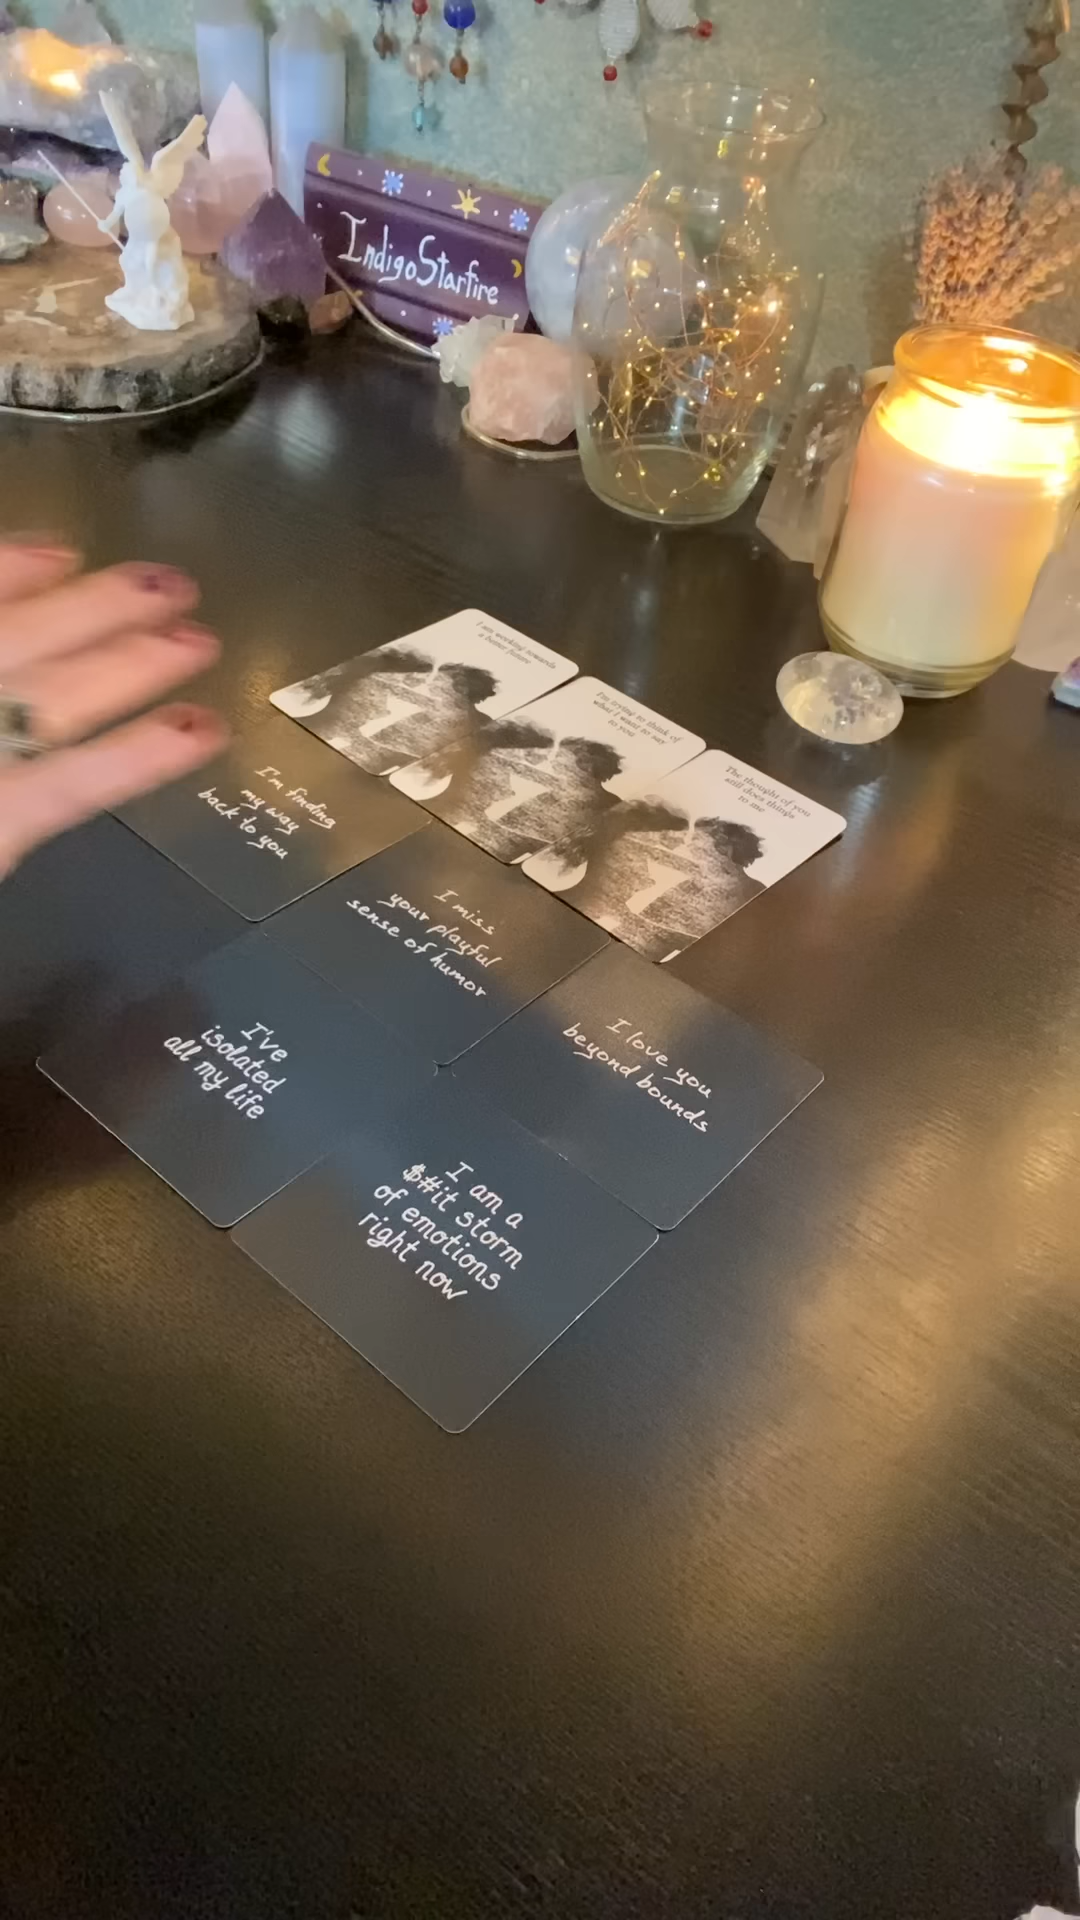 IndigoStarfire
I am working towards
a better future
I'm trying to think of
what I want to say
to you
The thought of you
still does things
to me
I'm finding
my way
back to you
I miss
your playful
sense of humor
I love you
beyond bounds
I've
isolated
all my life
I am a
$#it storm
of emotions
right now